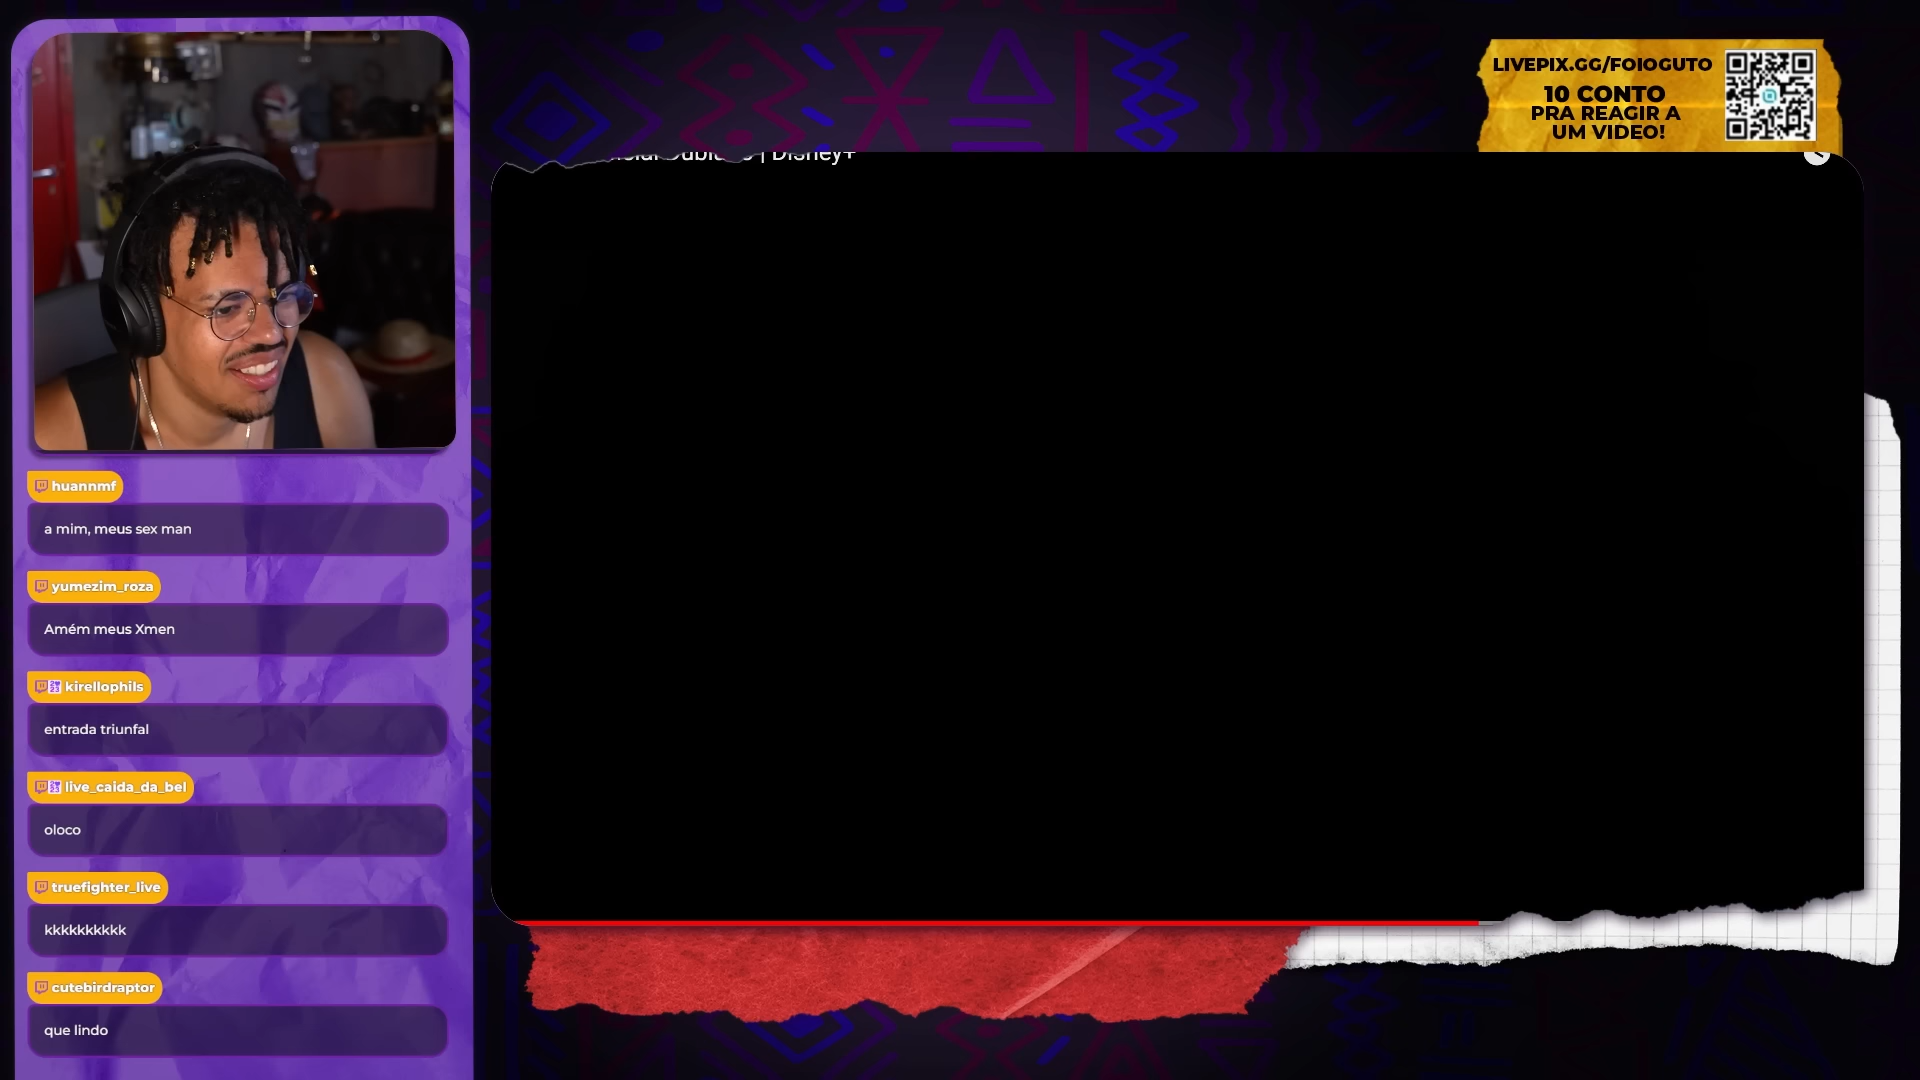 LIVEPIX.GG/FOIOGUTO
10 CONTO
PRA REAGIR A
UM VIDEO!
| Disney+
huannmf
a mim, meus sex man
yumezim_roza
Amém meus Xmen
kirellophils
entrada triunfal
live_caida_da_bel
oloco
truefighter_live
kkkkkkkkkk
cutebirdraptor
que lindo